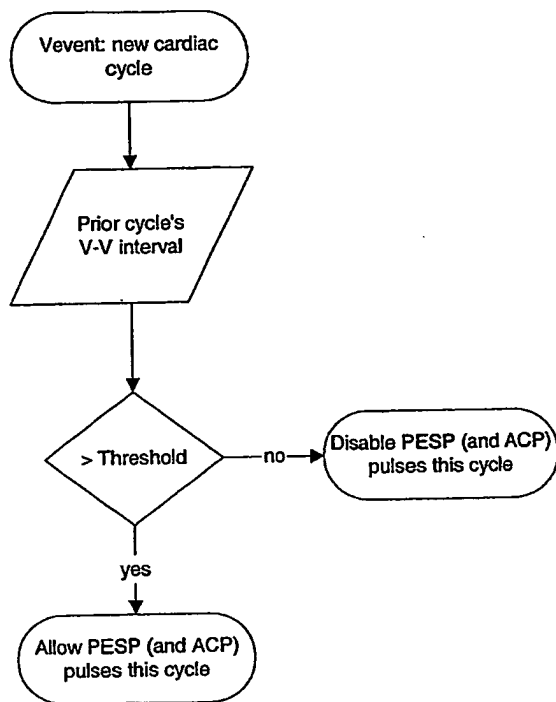 Vevent: new cardiac
cycle
Prior cycle's
V-V interval
> Threshold
no
Disable PESP (and ACP)
pulses this cycle
yes
Allow PESP (and ACP)
pulses this cycle